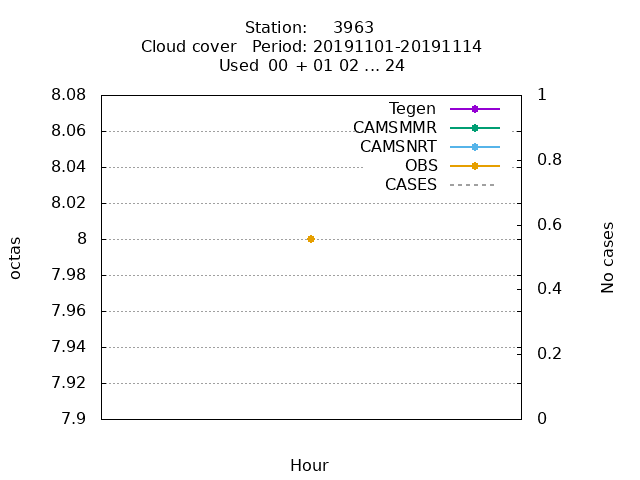 Station: 3963
Cloud cover Period: 20191101-20191114
Used 00 + 01 02 ... 24
8.08
8.06
8.04
8.02
8
7.98
7.96
7.94
7.92
7.9
1
0.8
0.6
0.4
0.2
0
Tegen
CAMSMMR
CAMSNRT
OBS
CASES
octas
No cases
Hour